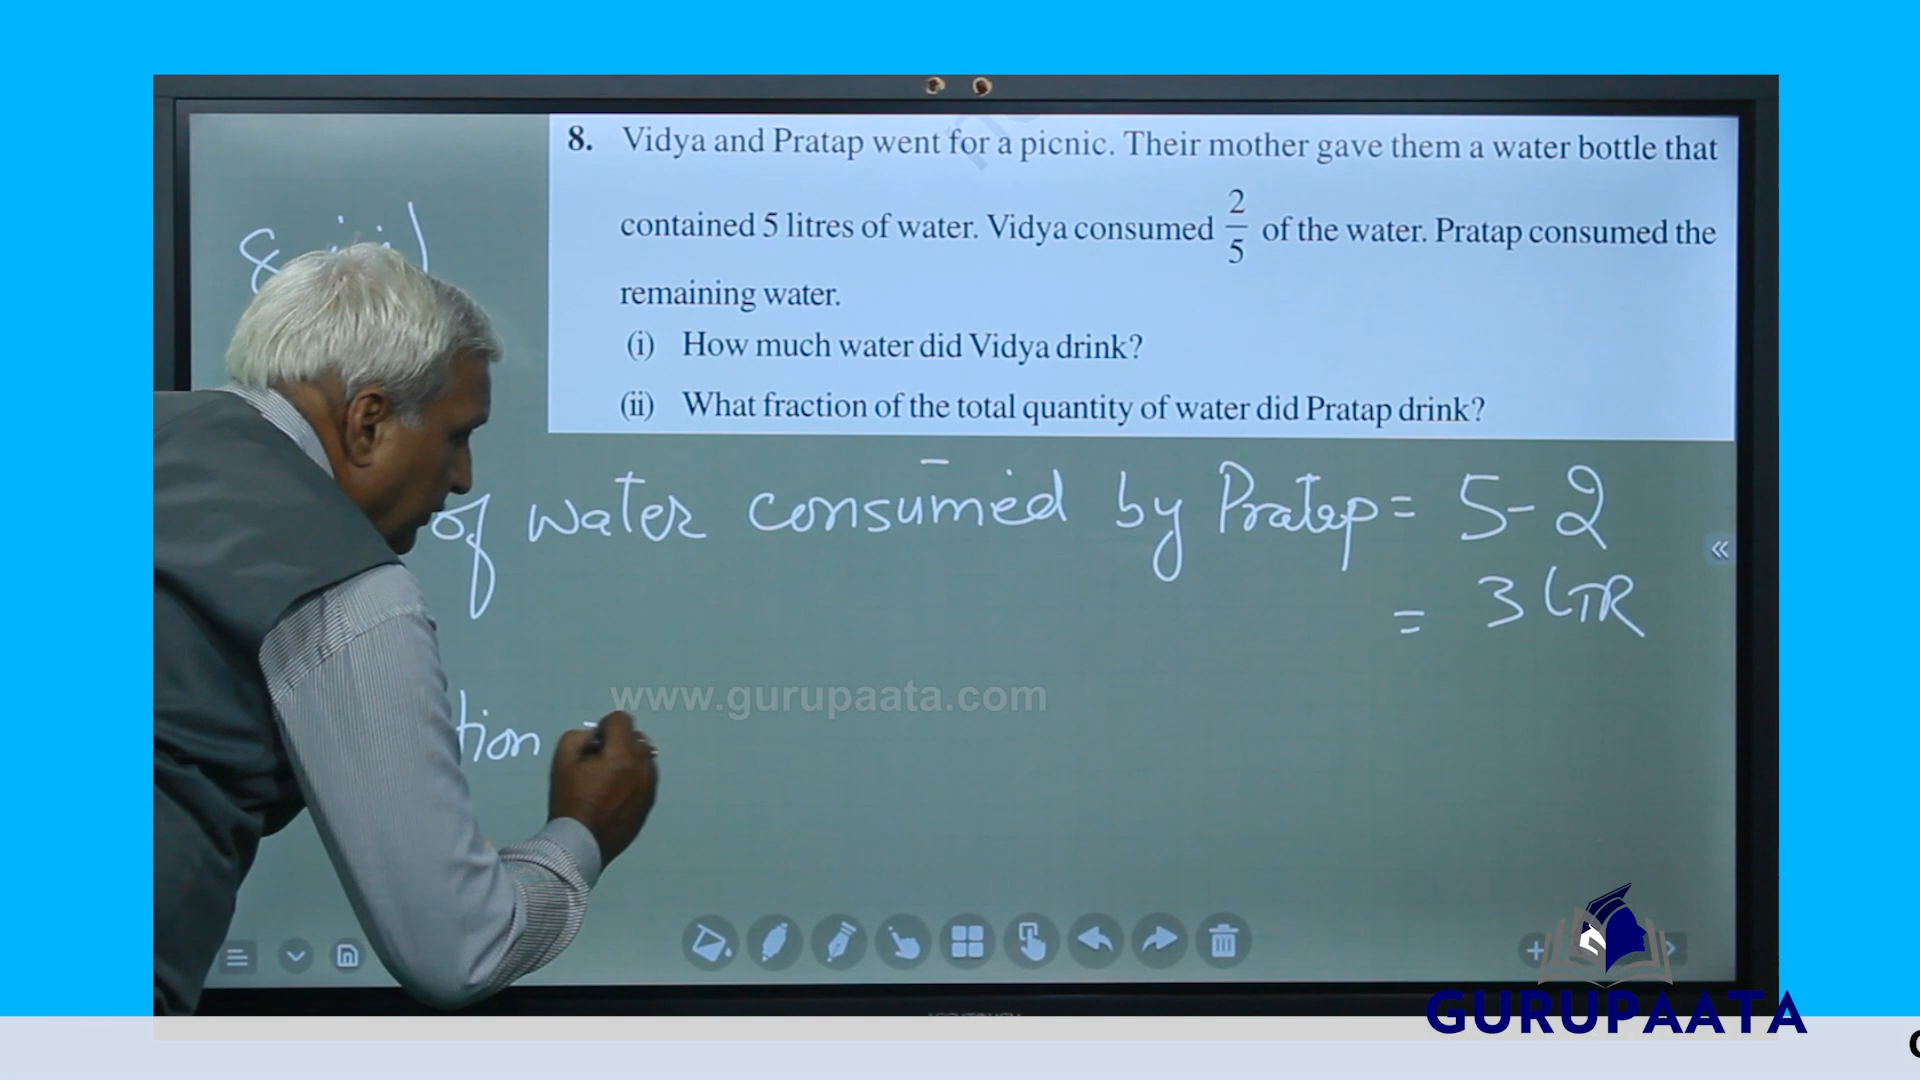 8. Vidya and Pratap went for a picnic. Their mother gave them a water bottle that
contained 5 litres of water. Vidya consumed 2/5 of the water. Pratap consumed the
remaining water.
(i) How much water did Vidya drink?
(ii) What fraction of the total quantity of water did Pratap drink?
8 ii)
of water consumed by Pratap = 5-2
= 3 LTR
www.gurupaata.com
tion =
GURUPAATA